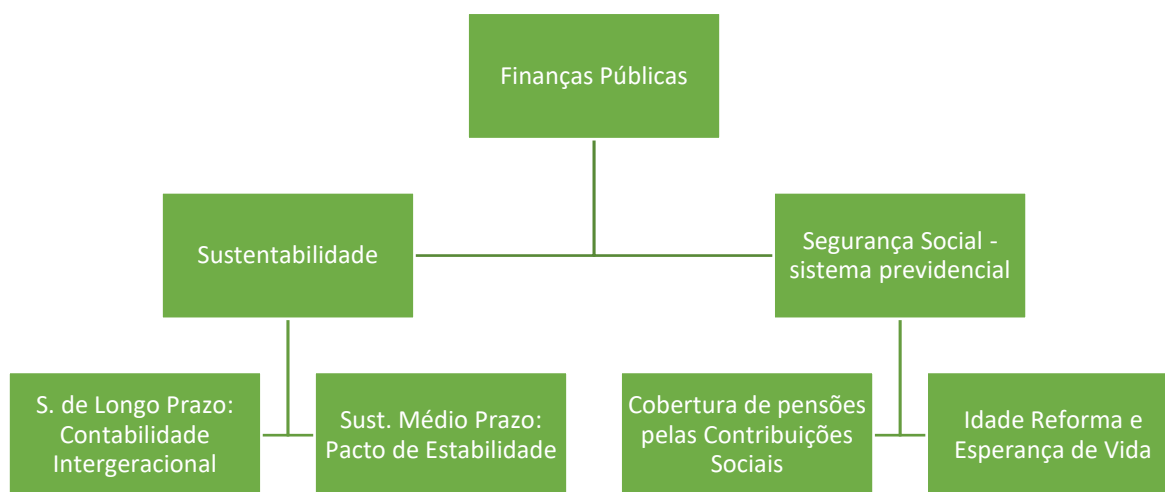 Finanças Públicas
Sustentabilidade
Segurança Social -
sistema previdencial
S. de Longo Prazo:
Contabilidade
Intergeracional
Sust. Médio Prazo:
Pacto de Estabilidade
Cobertura de pensões
pelas Contribuições
Sociais
Idade Reforma e
Esperança de Vida